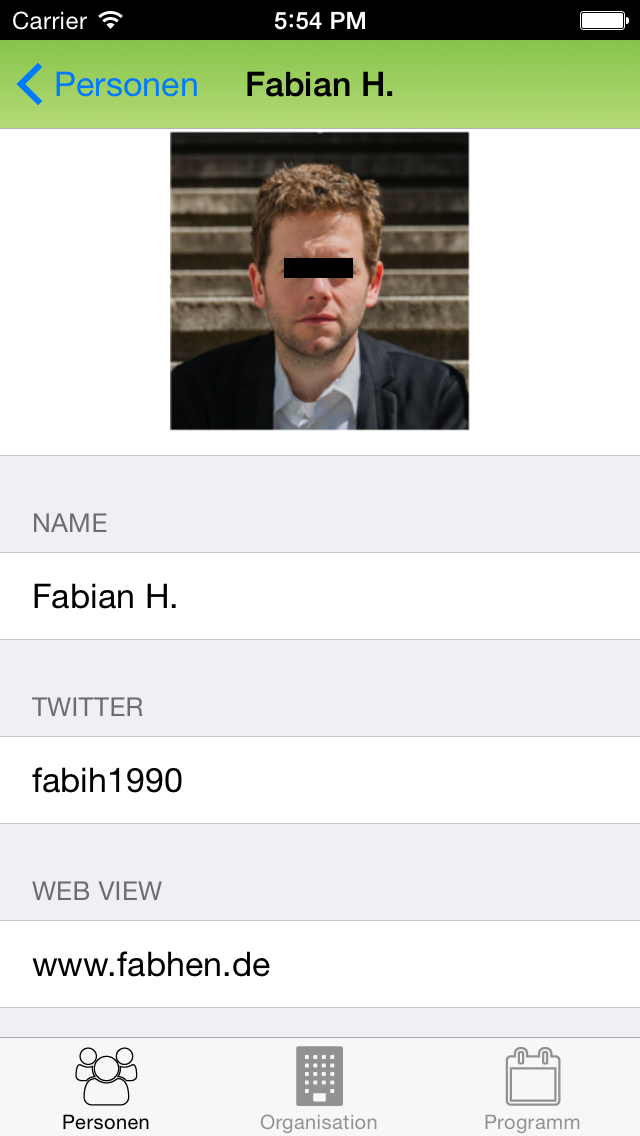 Carrier 5:54 PM
Personen Fabian H.
NAME
Fabian H.
TWITTER
fabih1990
WEB VIEW
www.fabhen.de
Personen Organisation Programm